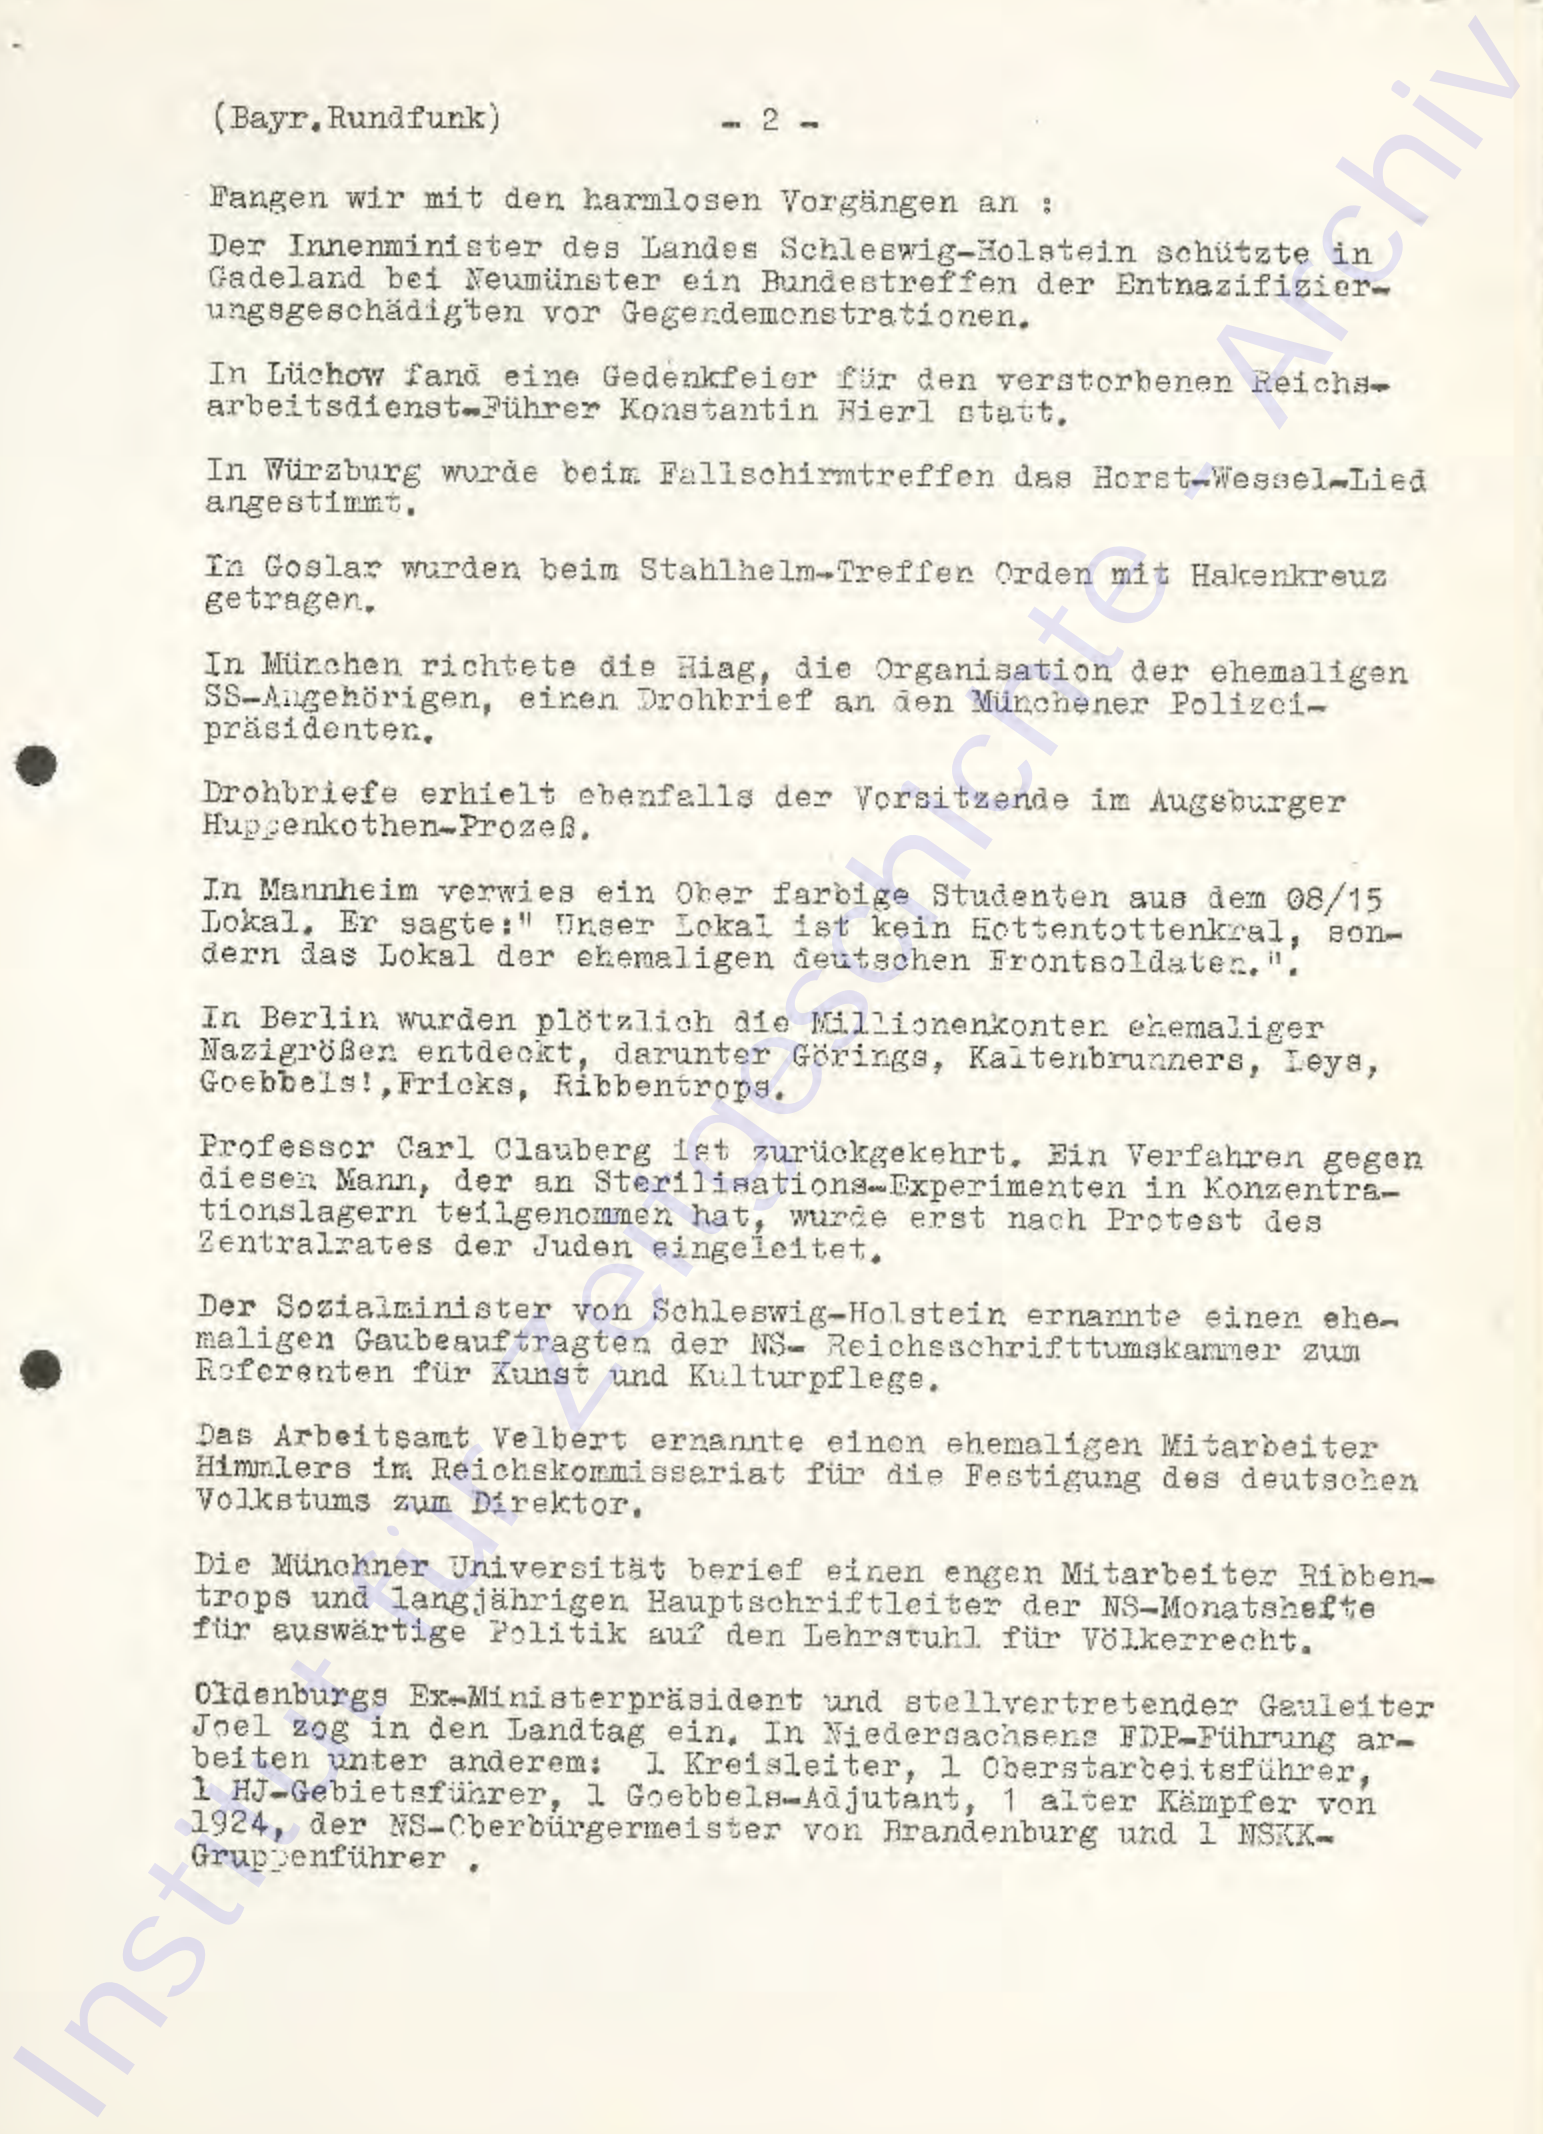 (Bayr.Rundfunk) - 2 -
Fangen wir mit den harmlosen Vorgängen an :
Der Innenminister des Landes Schleswig-Holstein schützte in
Gadeland bei Neumünster ein Bundestreffen der Entnazifizier-
ungsgeschädigten vor Gegendemonstrationen.
In Lüchow fand eine Gedenkfeier für den verstorbenen Reichs-
arbeitsdienst-Führer Konstantin Hierl statt.
In Würzburg wurde beim Fallschirmtreffen das Horst-Wessel-Lied
angestimmt.
In Goslar wurden beim Stahlhelm-Treffen Orden mit Hakenkreuz
getragen.
In München richtete die Hiag, die Organisation der ehemaligen
SS-Angehörigen, einen Drohbrief an den Münchener Polizei-
präsidenten.
Drohbriefe erhielt ebenfalls der Vorsitzende im Augsburger
Huppenkothen-Prozeß.
In Mannheim verwies ein Ober farbige Studenten aus dem 08/15
Lokal. Er sagte:" Unser Lokal ist kein Hottentottenkral, son-
dern das Lokal der ehemaligen deutschen Frontsoldaten.".
In Berlin wurden plötzlich die Millionenkonten ehemaliger
Nazigrößen entdeckt, darunter Görings, Kaltenbrunners, Leys,
Goebbels!,Fricks, Ribbentrops.
Professor Carl Clauberg ist zurückgekehrt. Ein Verfahren gegen
diesen Mann, der an Sterilisations-Experimenten in Konzentra-
tionslagern teilgenommen hat, wurde erst nach Protest des
Zentralrates der Juden eingeleitet.
Der Sozialminister von Schleswig-Holstein ernannte einen ehe-
maligen Gaubeauftragten der NS- Reichsschrifttumskammer zum
Referenten für Kunst und Kulturpflege.
Das Arbeitsamt Velbert ernannte einen ehemaligen Mitarbeiter
Himmlers im Reichskommissariat für die Festigung des deutschen
Volkstums zum Direktor.
Die Münchner Universität berief einen engen Mitarbeiter Ribben-
trops und langjährigen Hauptschriftleiter der NS-Monatshefte
für auswärtige Politik auf den Lehrstuhl für Völkerrecht.
Oldenburgs Ex-Ministerpräsident und stellvertretender Gauleiter
Joel zog in den Landtag ein. In Niedersachsens FDP-Führung ar-
beiten unter anderem: 1 Kreisleiter, 1 Oberstarbeitsführer,
1 HJ-Gebietsführer, 1 Goebbels-Adjutant, 1 alter Kämpfer von
1924, der NS-Oberbürgermeister von Brandenburg und 1 NSKK-
Gruppenführer .
Institut für Zeitgeschichte - Archiv